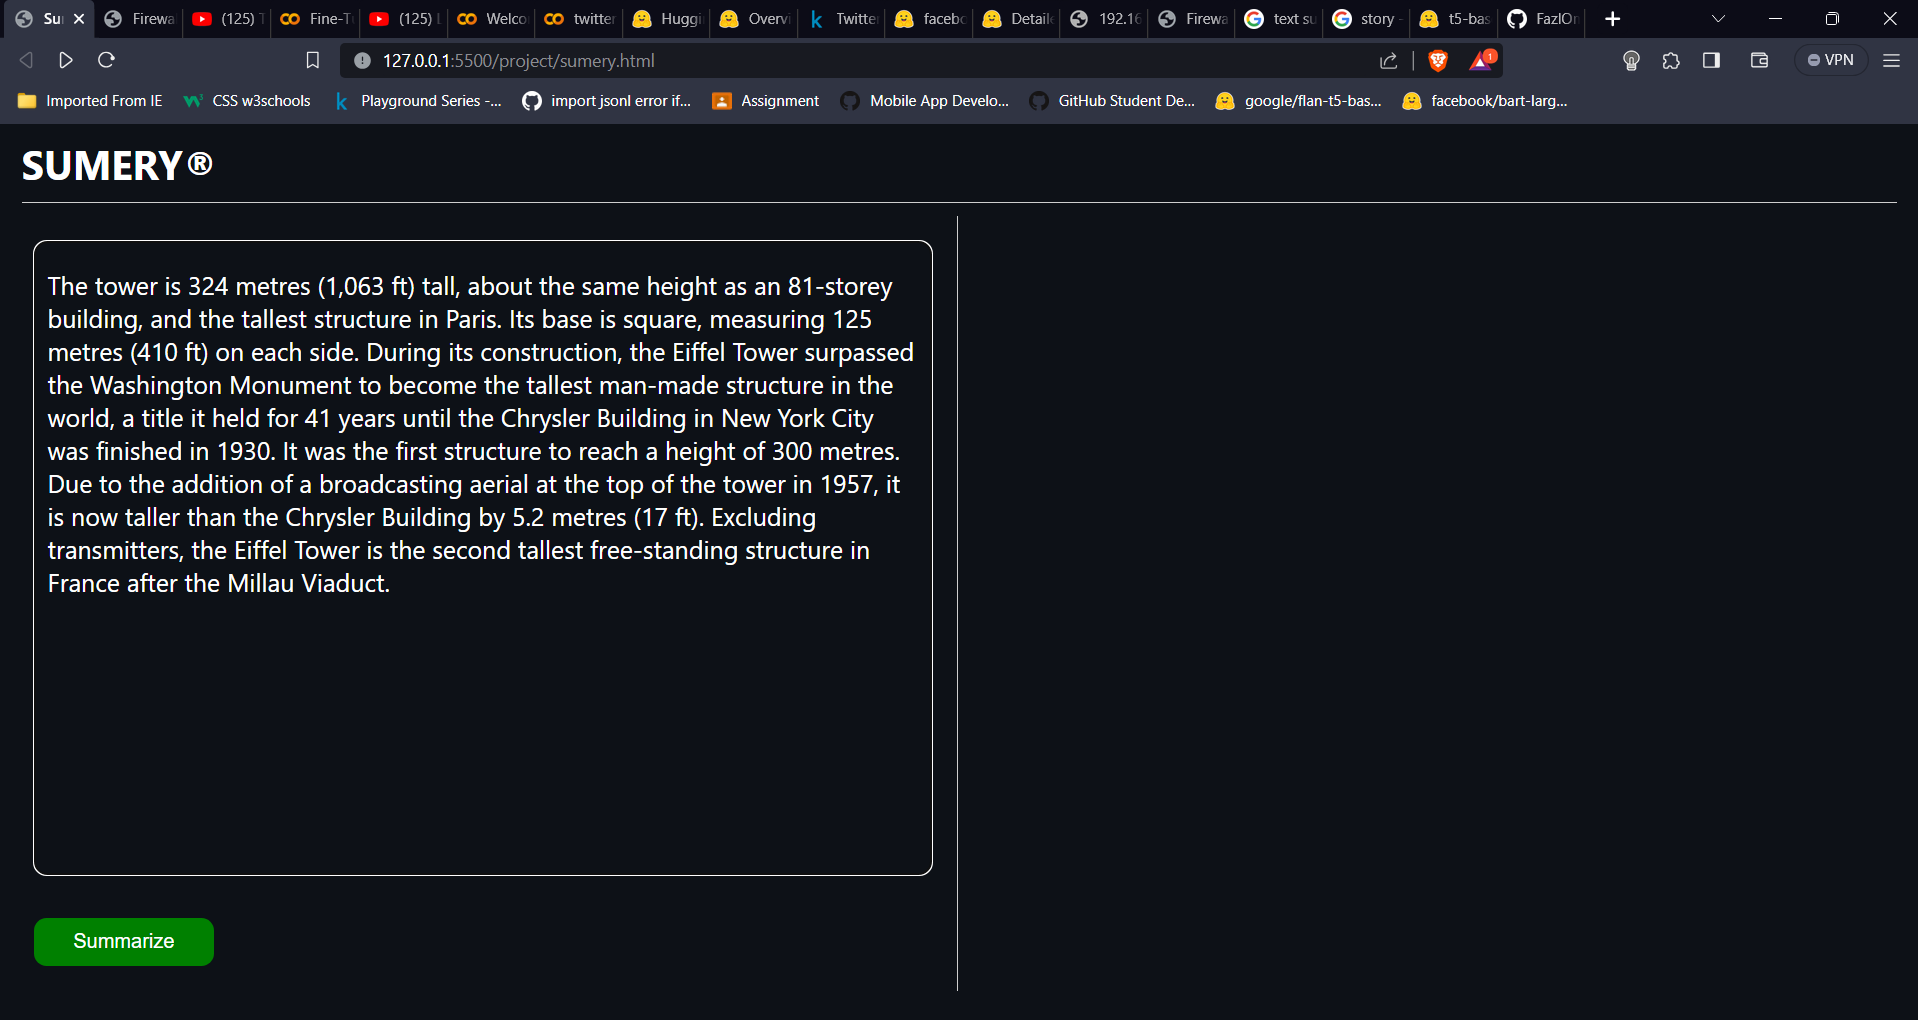 Su
Firewa
(125) T
Fine-Tu
(125) L
Welco
twitter
Huggi
Overvi
Twitte
facebo
Detaile
192.16
Firewa
text su
story -
t5-bas
FazlOm
127.0.0.1:5500/project/sumery.html
1
VPN
Imported From IE
CSS w3schools
Playground Series -...
import jsonl error if...
Assignment
Mobile App Develo...
GitHub Student De...
google/flan-t5-bas...
facebook/bart-larg...
SUMERY®
The tower is 324 metres (1,063 ft) tall, about the same height as an 81-storey
building, and the tallest structure in Paris. Its base is square, measuring 125
metres (410 ft) on each side. During its construction, the Eiffel Tower surpassed
the Washington Monument to become the tallest man-made structure in the
world, a title it held for 41 years until the Chrysler Building in New York City
was finished in 1930. It was the first structure to reach a height of 300 metres.
Due to the addition of a broadcasting aerial at the top of the tower in 1957, it
is now taller than the Chrysler Building by 5.2 metres (17 ft). Excluding
transmitters, the Eiffel Tower is the second tallest free-standing structure in
France after the Millau Viaduct.
Summarize